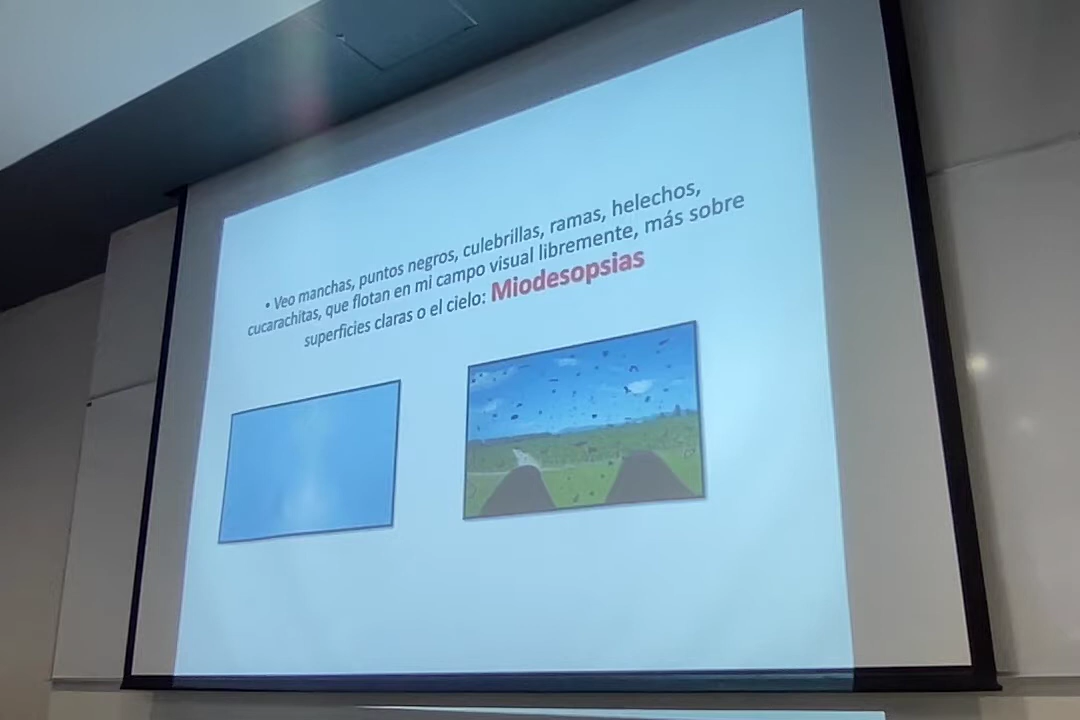 • Veo manchas, puntos negros, culebrillas, ramas, helechos,
cucarachitas, que flotan en mi campo visual libremente, más sobre
superficies claras o el cielo: Miodesopsias